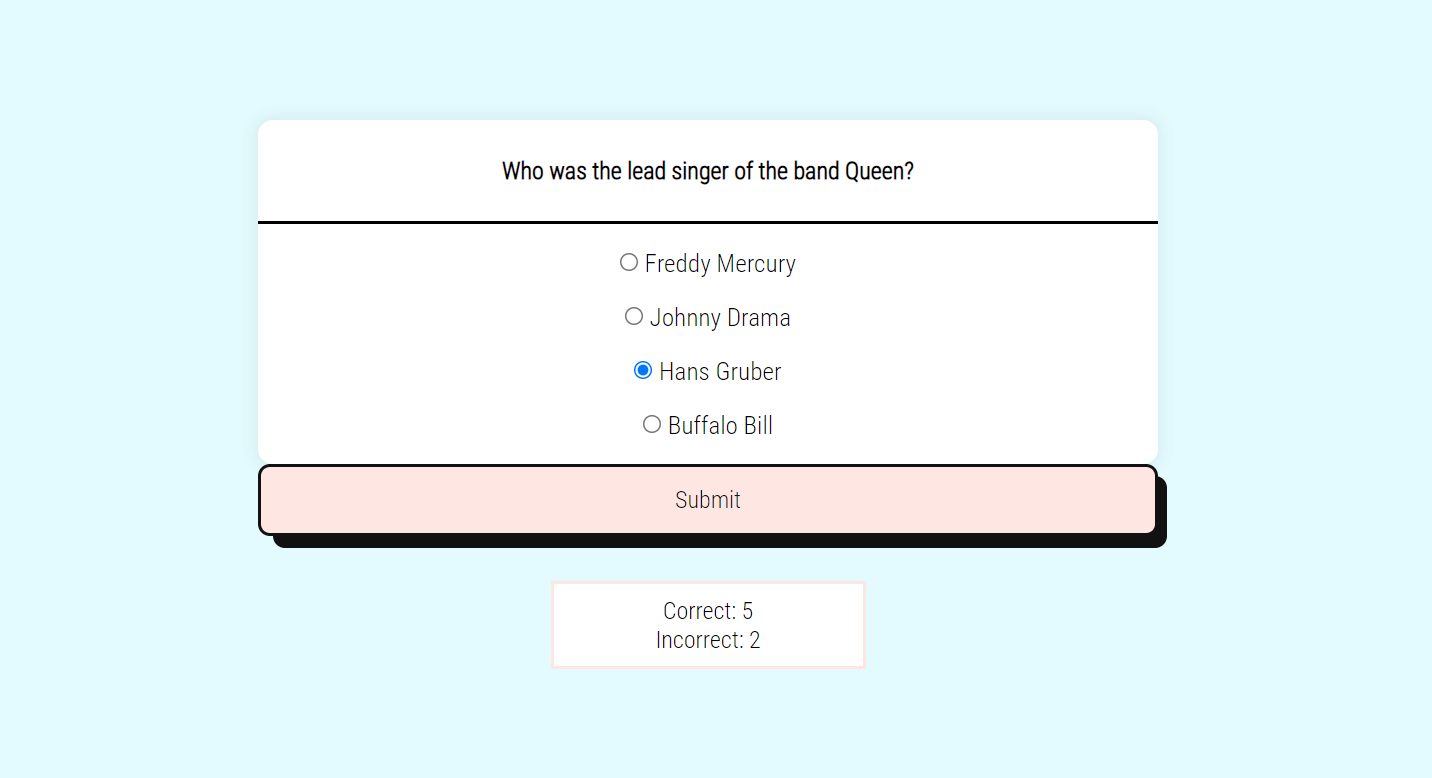 Who was the lead singer of the band Queen?
Freddy Mercury
Johnny Drama
Hans Gruber
Buffalo Bill
Submit
Correct: 5
Incorrect: 2